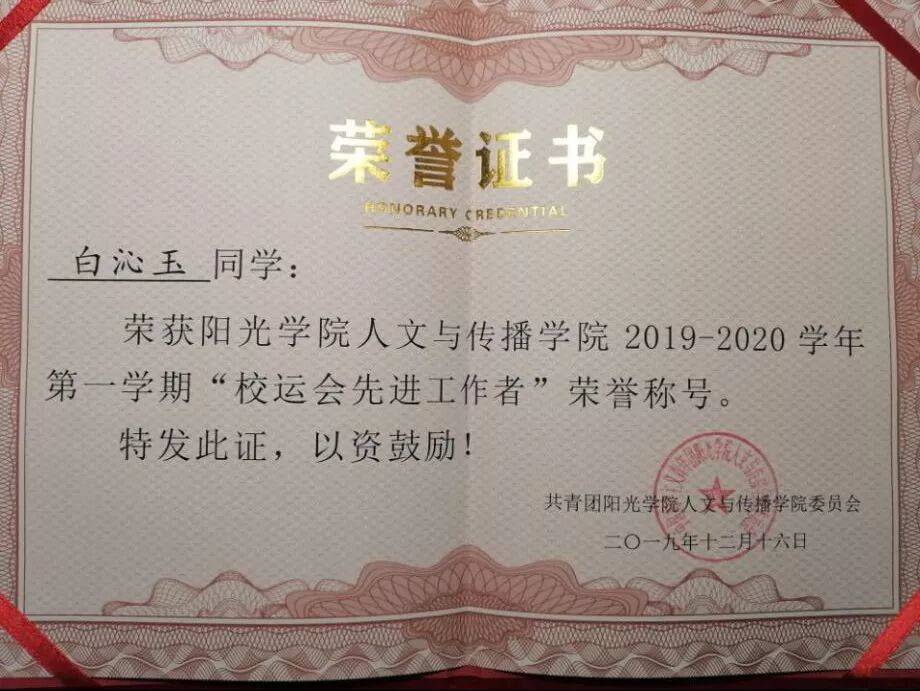 荣誉证书
HONORARY CREDENTIAL
白沁玉 同学：
荣获阳光学院人文与传播学院 2019-2020 学年
第一学期“校运会先进工作者”荣誉称号。
特发此证，以资鼓励！
共青团阳光学院人文与传播学院委员会
二〇一九年十二月十六日